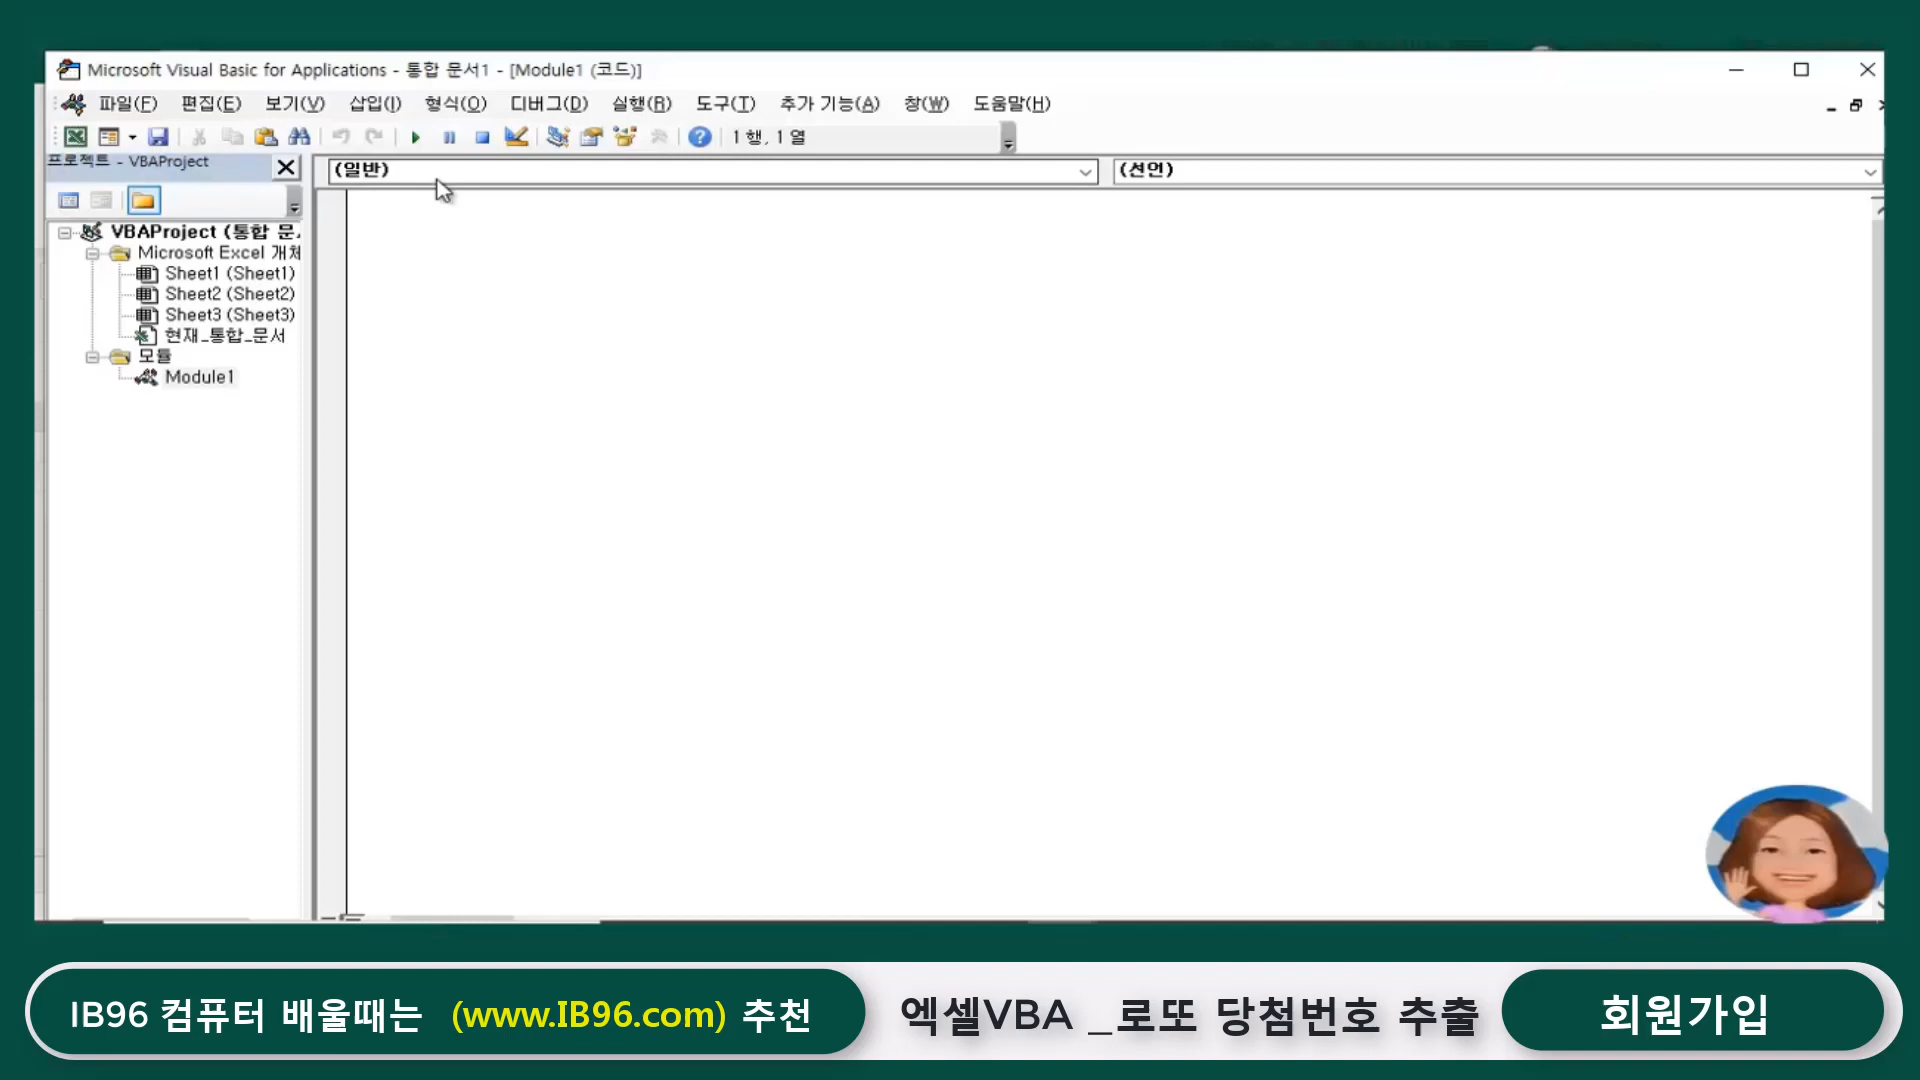 Microsoft Visual Basic for Applications - 통합 문서1 - [Module1 (코드)]
파일(F) 편집(E) 보기(V) 삽입(I) 형식(O) 디버그(D) 실행(R) 도구(T) 추가 기능(A) 창(W) 도움말(H)
1 행, 1 열
프로젝트 - VBAProject
(일반)
(선언)
VBAProject (통합 문
Microsoft Excel 개체
Sheet1 (Sheet1)
Sheet2 (Sheet2)
Sheet3 (Sheet3)
현재_통합_문서
모듈
Module1
IB96 컴퓨터 배울때는 (www.IB96.com) 추천
엑셀VBA _로또 당첨번호 추출
회원가입